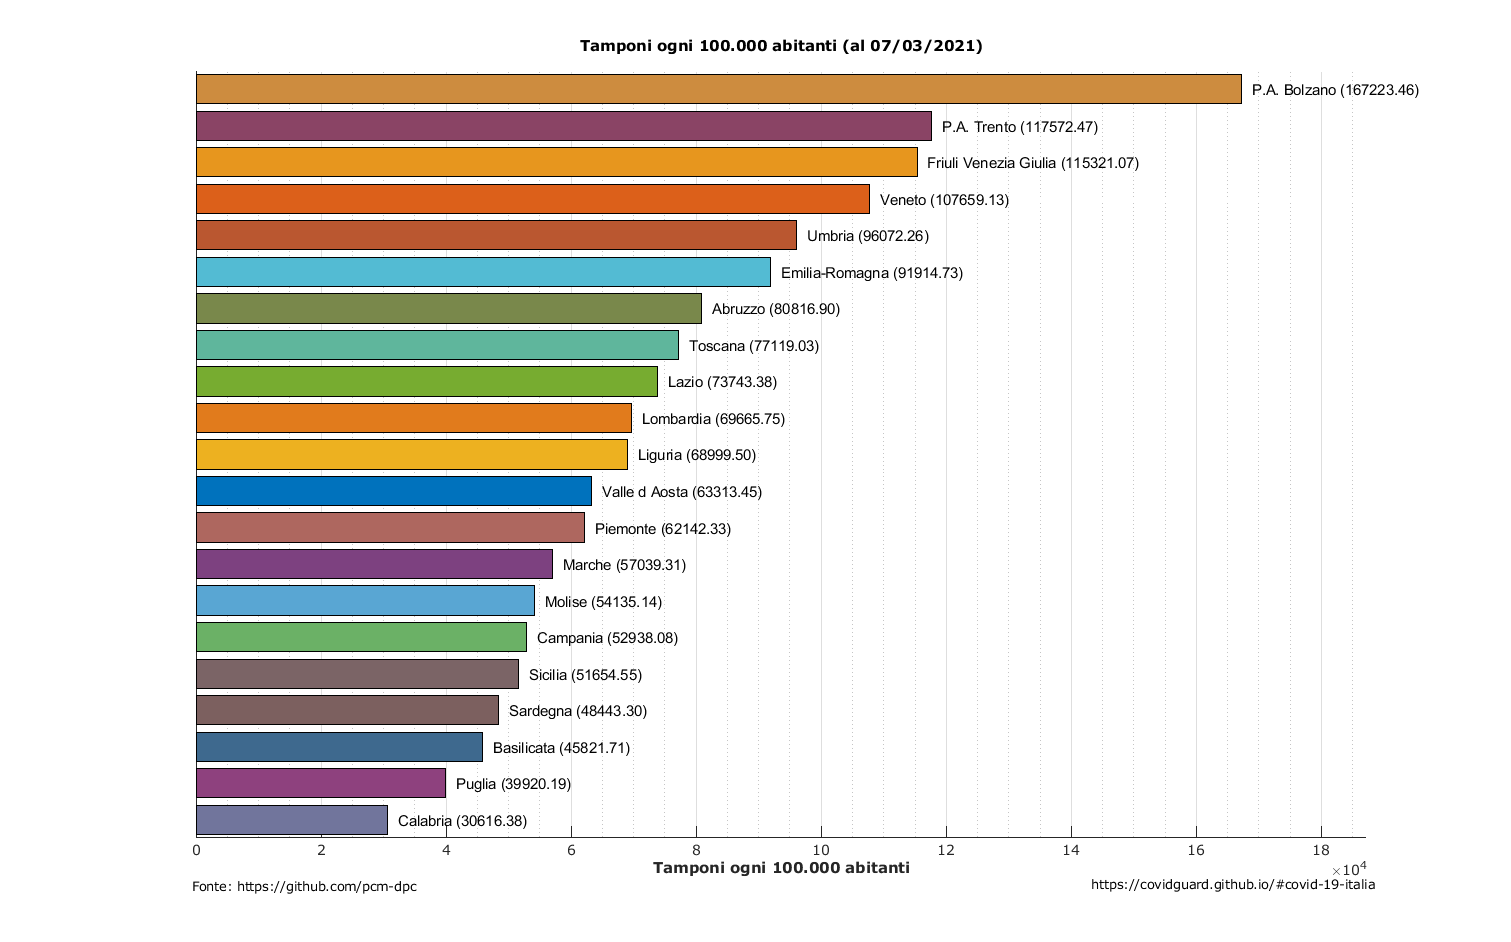 Tamponi ogni 100.000 abitanti (al 07/03/2021)
P.A. Bolzano (167223.46)
P.A. Trento (117572.47)
Friuli Venezia Giulia (115321.07)
Veneto (107659.13)
Umbria (96072.26)
Emilia-Romagna (91914.73)
Abruzzo (80816.90)
Toscana (77119.03)
Lazio (73743.38)
Lombardia (69665.75)
Liguria (68999.50)
Valle d Aosta (63313.45)
Piemonte (62142.33)
Marche (57039.31)
Molise (54135.14)
Campania (52938.08)
Sicilia (51654.55)
Sardegna (48443.30)
Basilicata (45821.71)
Puglia (39920.19)
Calabria (30616.38)
0 2 4 6 8 10 12 14 16 18
×10⁴
Tamponi ogni 100.000 abitanti
Fonte: https://github.com/pcm-dpc
https://covidguard.github.io/#covid-19-italia